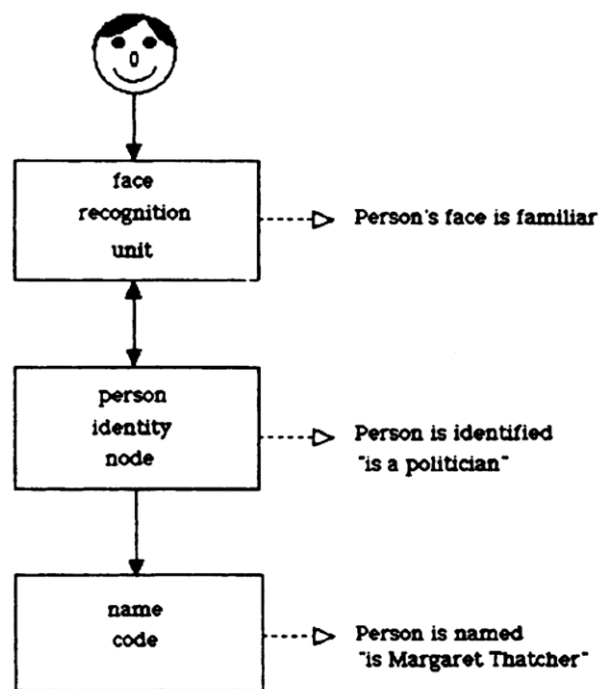 face
recognition
unit
Person's face is familiar
person
identity
node
Person is identified
"is a politician"
name
code
Person is named
"is Margaret Thatcher"